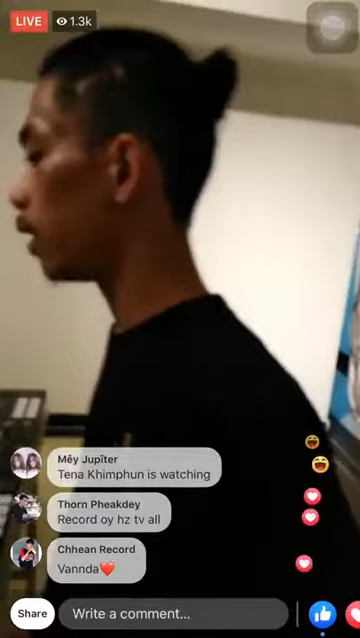 LIVE
1.3k
Mêy Jupîter
Tena Khimphun is watching
Thorn Pheakdey
Record oy hz tv all
Chhean Record
Vannda❤️
Share
Write a comment...